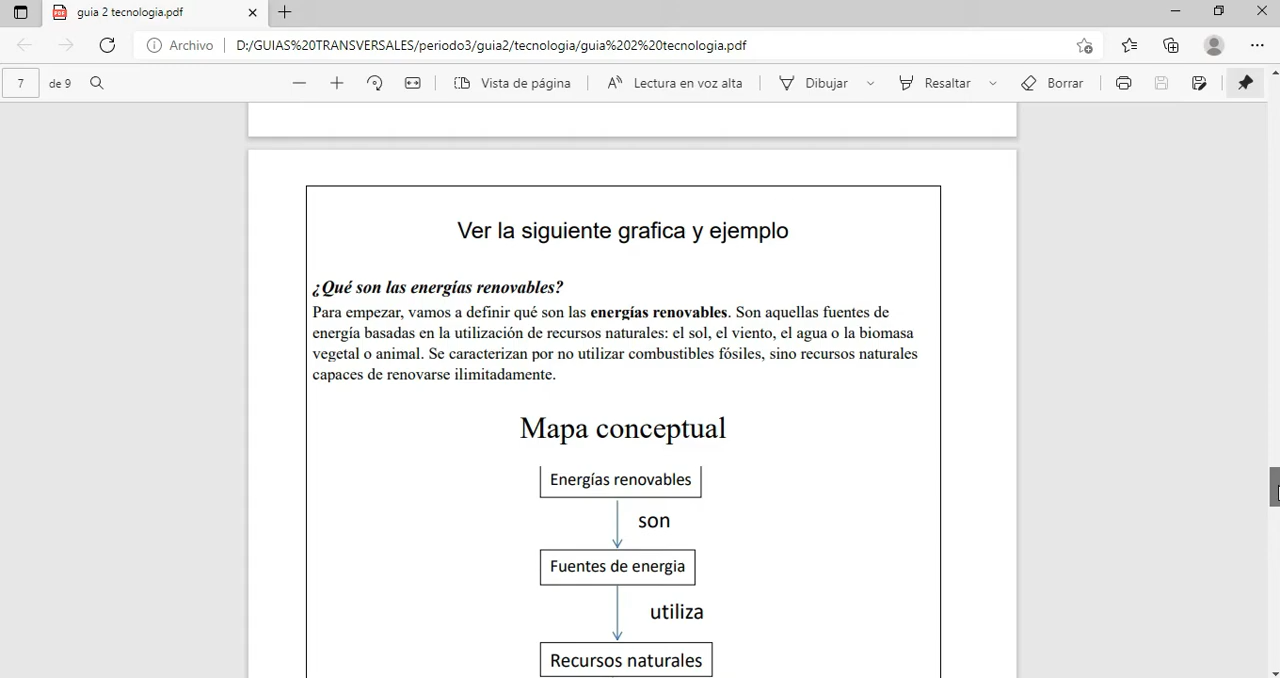 guia 2 tecnologia.pdf
Archivo D:/GUIAS%20TRANSVERSALES/periodo3/guia2/tecnologia/guia%202%20tecnologia.pdf
7 de 9 Vista de página Lectura en voz alta Dibujar Resaltar Borrar
Ver la siguiente grafica y ejemplo
¿Qué son las energías renovables?
Para empezar, vamos a definir qué son las energías renovables. Son aquellas fuentes de
energía basadas en la utilización de recursos naturales: el sol, el viento, el agua o la biomasa
vegetal o animal. Se caracterizan por no utilizar combustibles fósiles, sino recursos naturales
capaces de renovarse ilimitadamente.
Mapa conceptual
Energías renovables
son
Fuentes de energia
utiliza
Recursos naturales